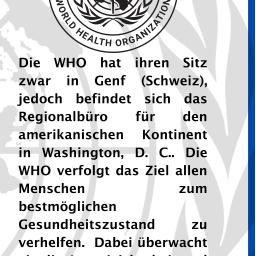 WORLD HEALTH ORGANIZATION
Die WHO hat ihren Sitz
zwar in Genf (Schweiz),
jedoch befindet sich das
Regionalbüro für den
amerikanischen Kontinent
in Washington, D. C.. Die
WHO verfolgt das Ziel allen
Menschen zum
bestmöglichen
Gesundheitszustand zu
verhelfen. Dabei überwacht